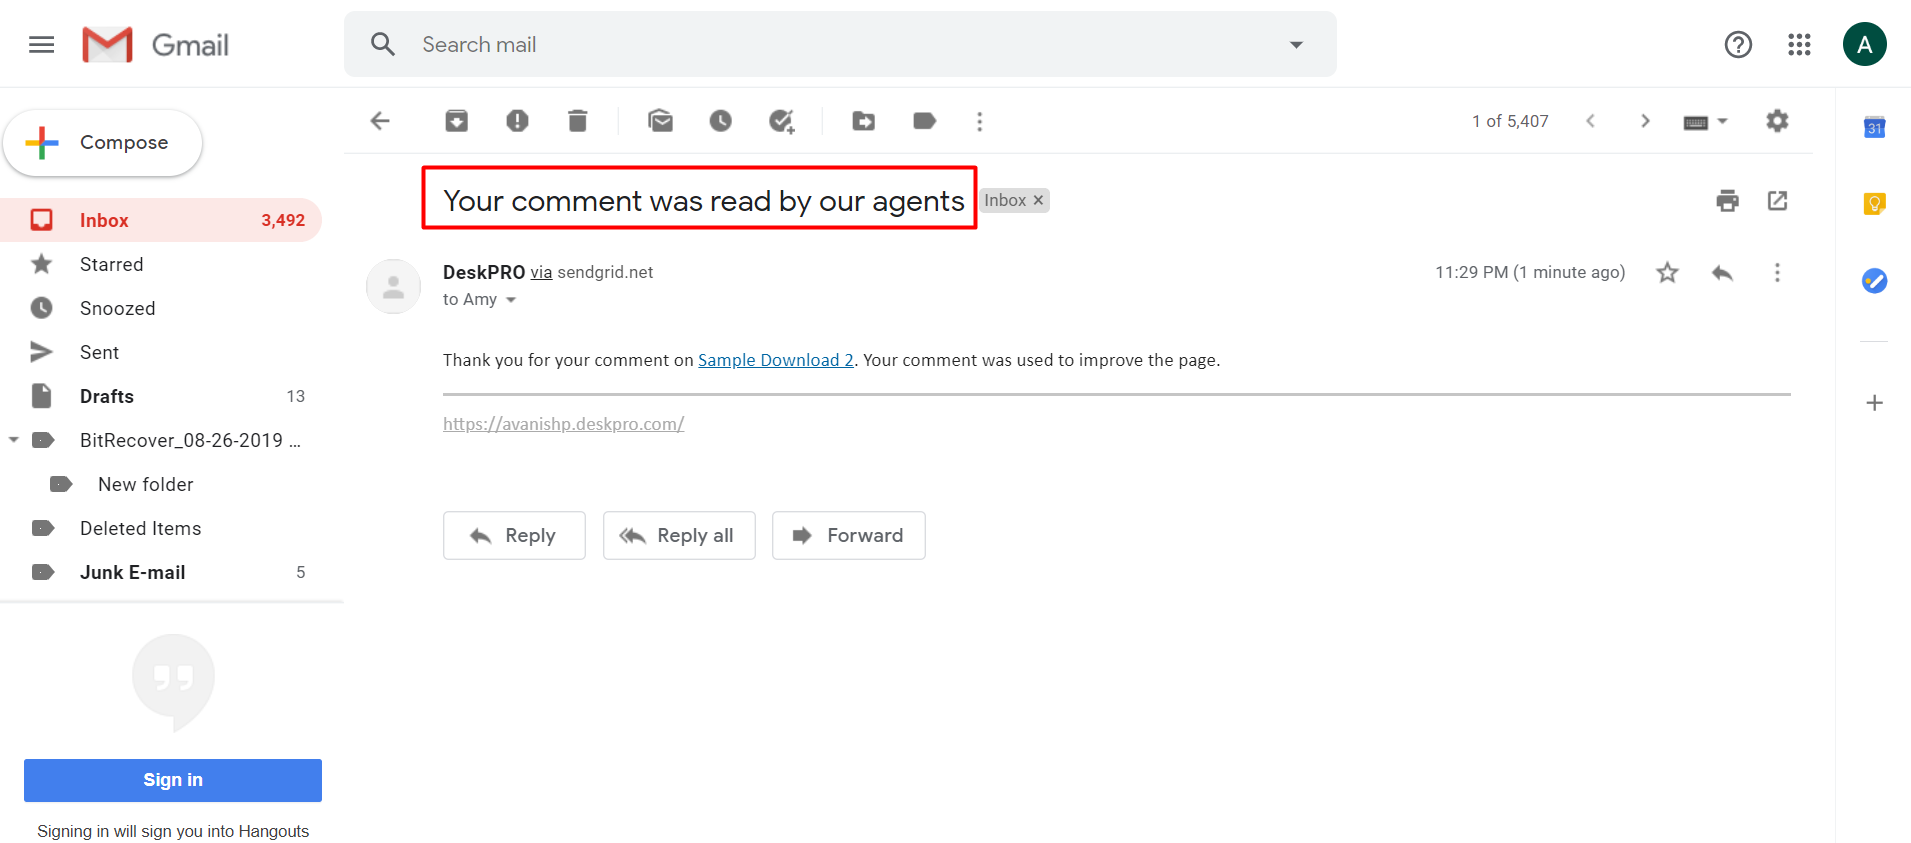 Gmail
Search mail
A
Compose
1 of 5,407
31
Your comment was read by our agents
Inbox ×
Inbox 3,492
Starred
Snoozed
Sent
Drafts 13
BitRecover_08-26-2019 ...
New folder
Deleted Items
Junk E-mail 5
DeskPRO via sendgrid.net
11:29 PM (1 minute ago)
to Amy
Thank you for your comment on Sample Download 2. Your comment was used to improve the page.
https://avanishp.deskpro.com/
Reply
Reply all
Forward
Sign in
Signing in will sign you into Hangouts